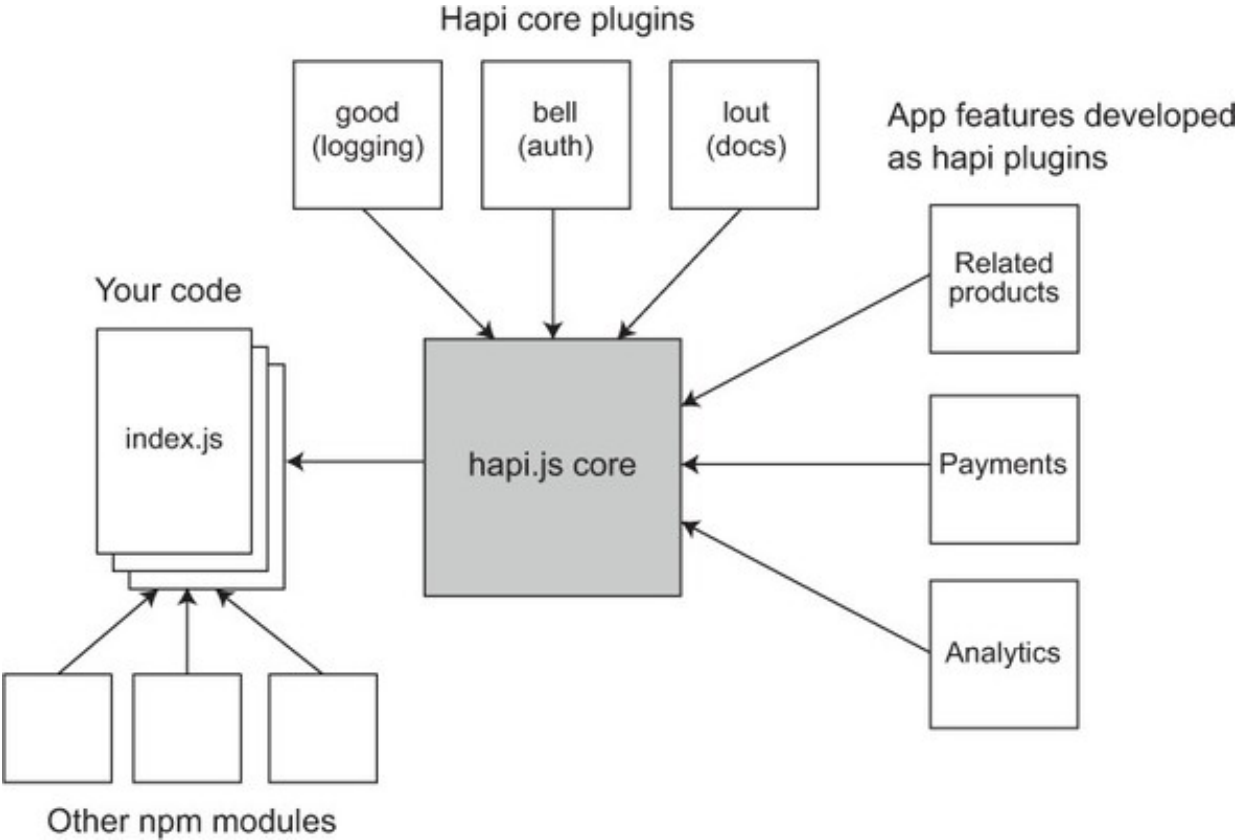 Hapi core plugins
good
(logging)
bell
(auth)
lout
(docs)
App features developed
as hapi plugins
Related
products
Your code
index.js
hapi.js core
Payments
Analytics
Other npm modules